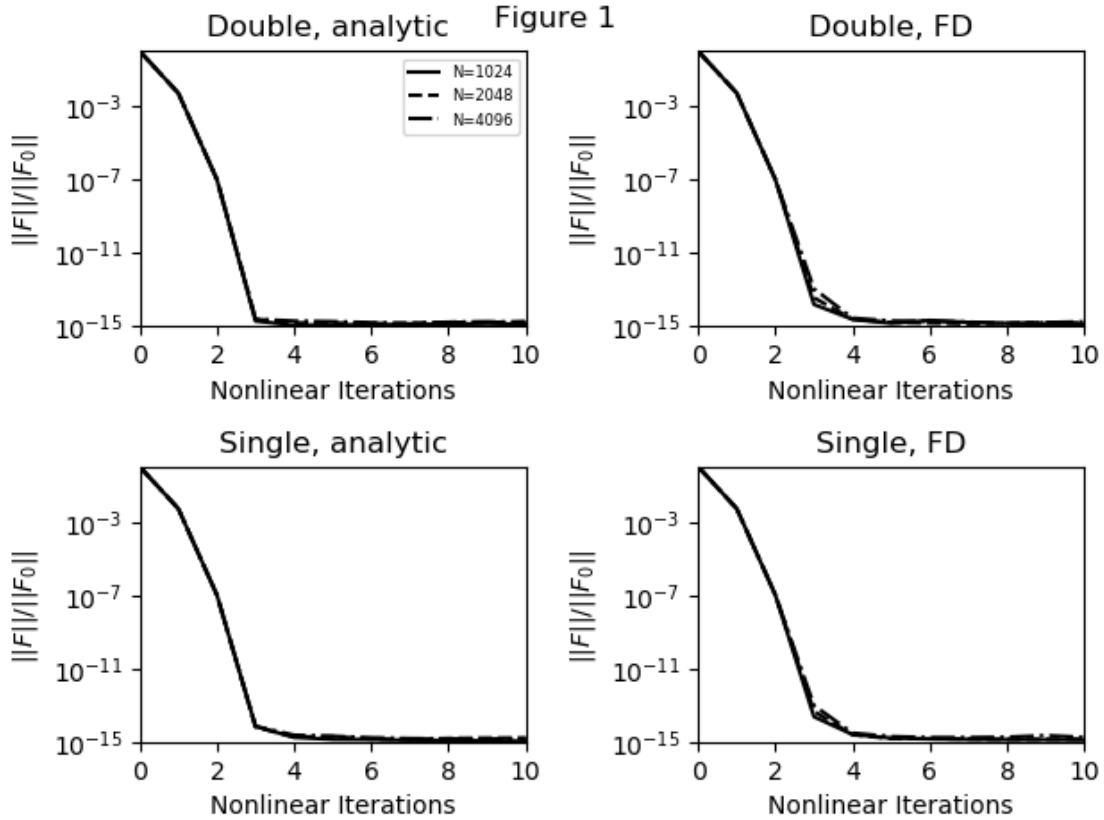 Figure 1
Double, analytic
N=1024
N=2048
N=4096
10^{-3}
10^{-7}
10^{-11}
10^{-15}
||F||/||F_0||
0 2 4 6 8 10
Nonlinear Iterations
Double, FD
10^{-3}
10^{-7}
10^{-11}
10^{-15}
||F||/||F_0||
0 2 4 6 8 10
Nonlinear Iterations
Single, analytic
10^{-3}
10^{-7}
10^{-11}
10^{-15}
||F||/||F_0||
0 2 4 6 8 10
Nonlinear Iterations
Single, FD
10^{-3}
10^{-7}
10^{-11}
10^{-15}
||F||/||F_0||
0 2 4 6 8 10
Nonlinear Iterations